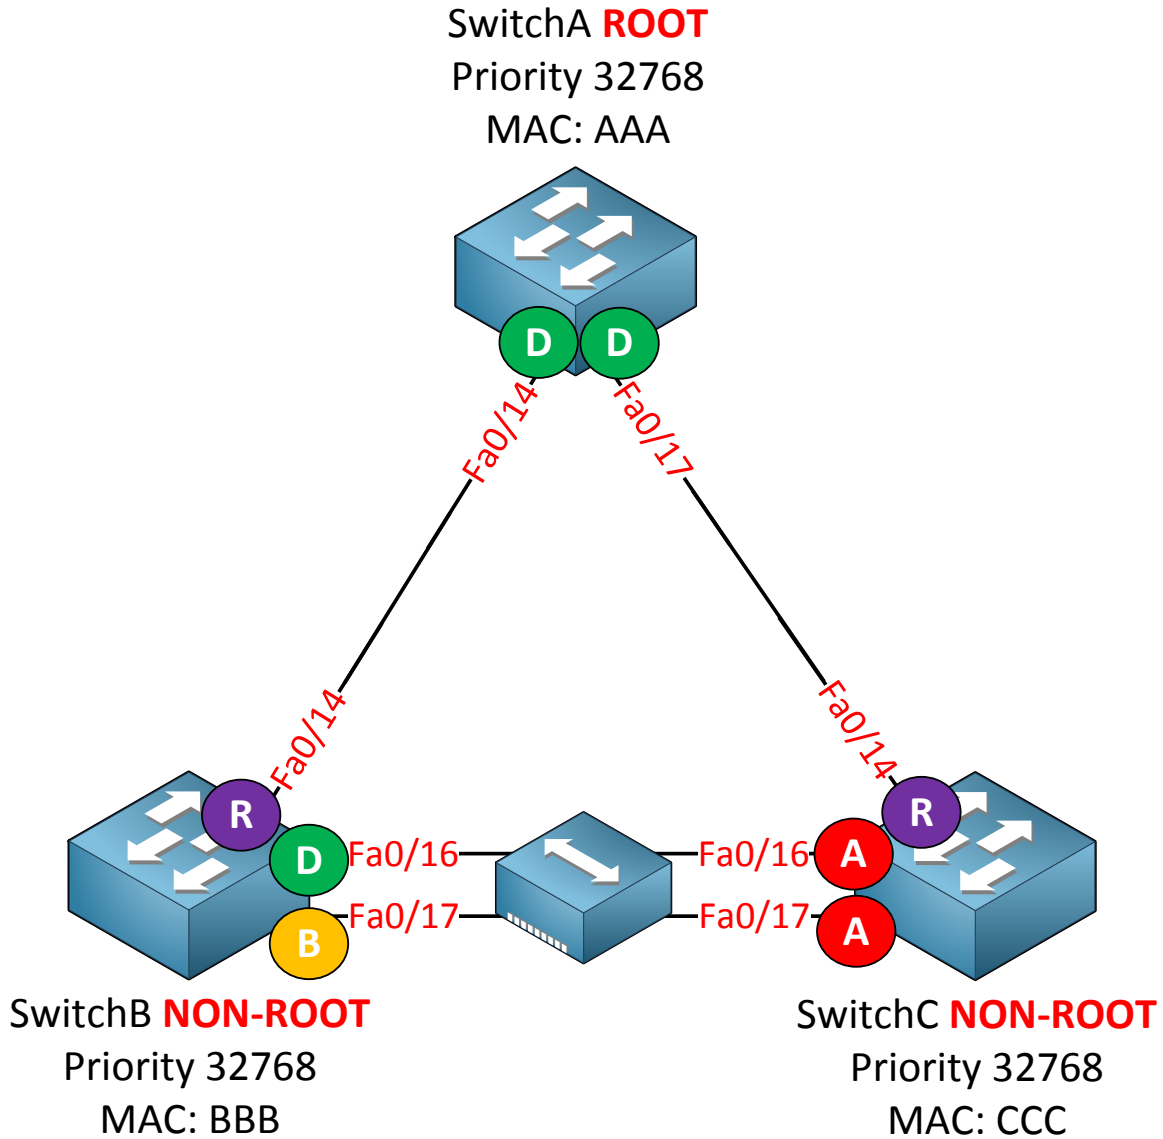 SwitchA ROOT
Priority 32768
MAC: AAA
D
D
Fa0/14
Fa0/17
Fa0/14
Fa0/14
R
R
D
Fa0/16
Fa0/16
A
B
Fa0/17
Fa0/17
A
SwitchB NON-ROOT
Priority 32768
MAC: BBB
SwitchC NON-ROOT
Priority 32768
MAC: CCC